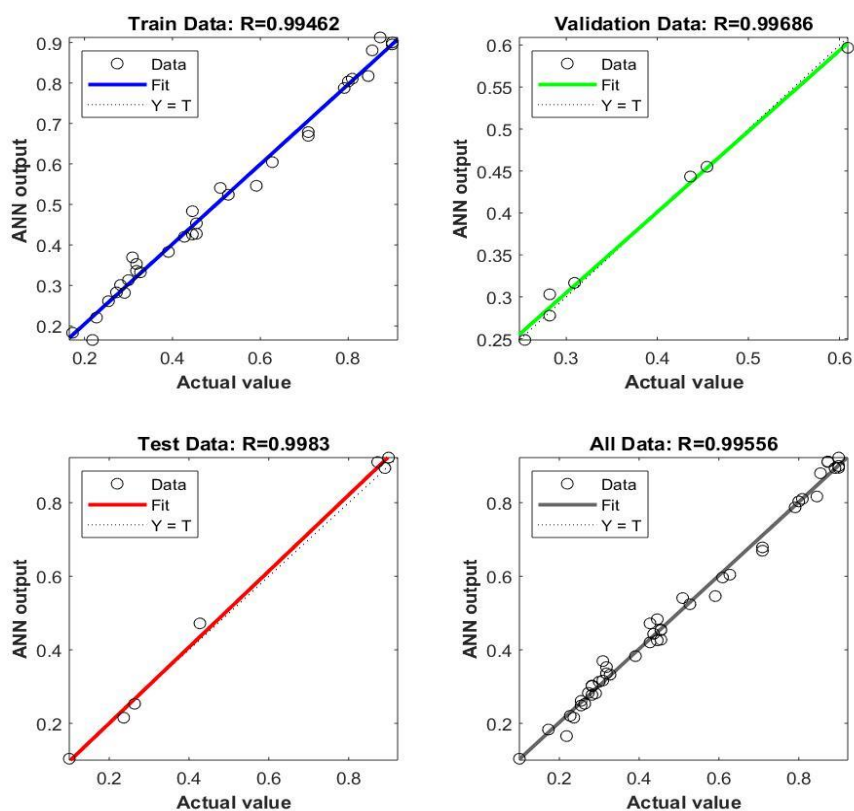 Train Data: R=0.99462
0.9
0.8
0.7
0.6
0.5
0.4
0.3
0.2
ANN output
Data
Fit
Y = T
0.2 0.4 0.6 0.8
Actual value
Validation Data: R=0.99686
0.6
0.55
0.5
0.45
0.4
0.35
0.3
0.25
ANN output
Data
Fit
Y = T
0.3 0.4 0.5 0.6
Actual value
Test Data: R=0.9983
0.8
0.6
0.4
0.2
ANN output
Data
Fit
Y = T
0.2 0.4 0.6 0.8
Actual value
All Data: R=0.99556
0.8
0.6
0.4
0.2
ANN output
Data
Fit
Y = T
0.2 0.4 0.6 0.8
Actual value